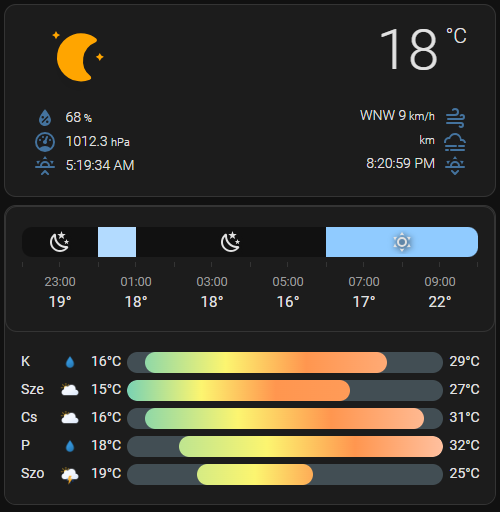 18 °C
68 % WNW 9 km/h
1012.3 hPa km
5:19:34 AM 8:20:59 PM
23:00 01:00 03:00 05:00 07:00 09:00
19° 18° 18° 16° 17° 22°
K 16°C 29°C
Sze 15°C 27°C
Cs 16°C 31°C
P 18°C 32°C
Szo 19°C 25°C